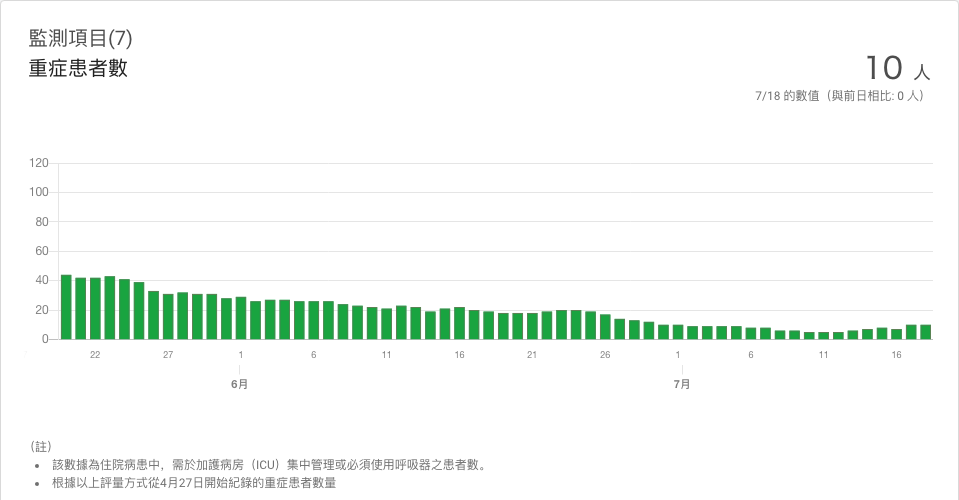 監測項目(7)
重症患者數
10 人
7/18 的數值（與前日相比: 0 人）
120
100
80
60
40
20
0
22 27 1 6 11 16 21 26 1 6 11 16
6月 7月
（註）
• 該數據為住院病患中，需於加護病房（ICU）集中管理或必須使用呼吸器之患者數。
• 根據以上評量方式從4月27日開始紀錄的重症患者數量